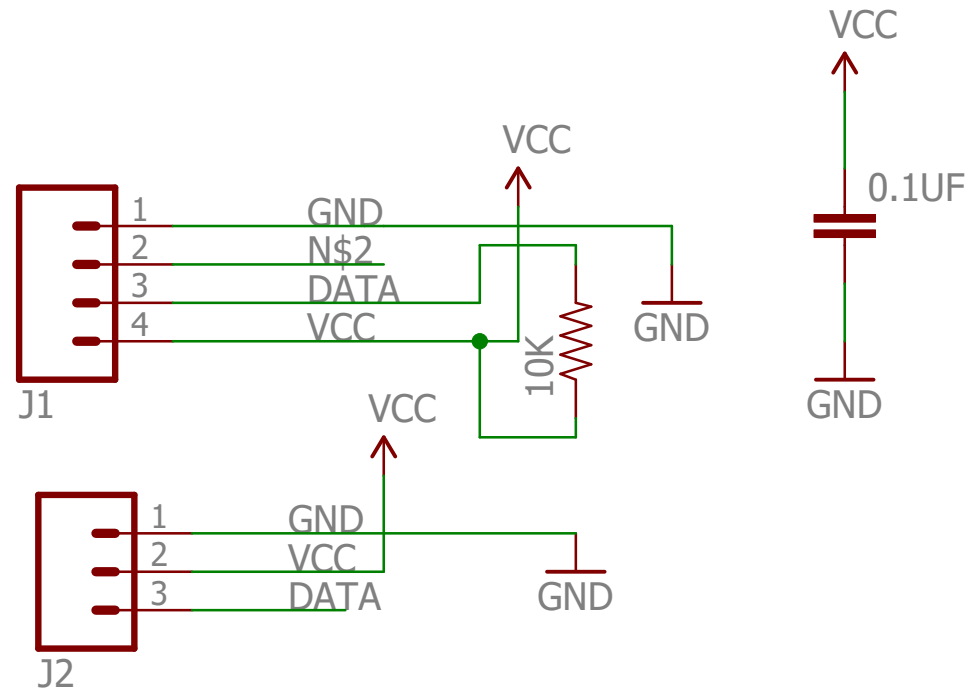 VCC
0.1UF
GND
VCC
1 GND
2 N$2
3 DATA
4 VCC
J1
10K
GND
VCC
1 GND
2 VCC
3 DATA
J2
GND